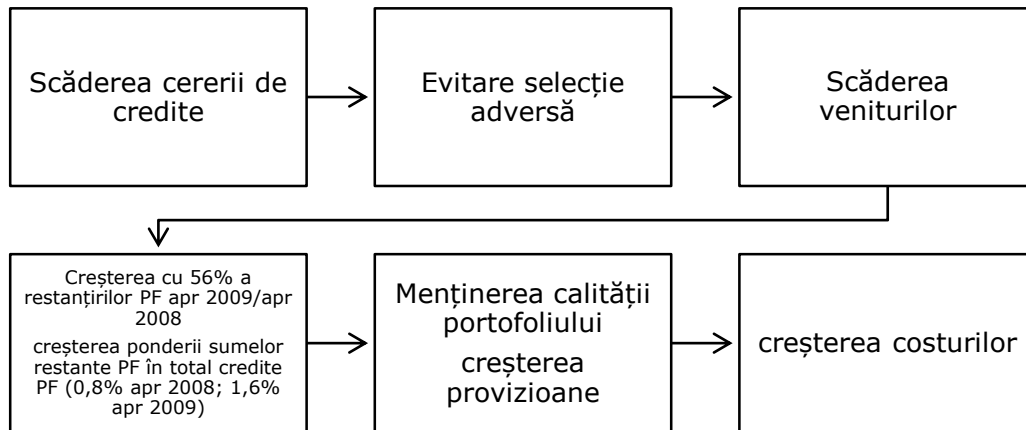 Scăderea cererii de
credite
Evitare selecție
adversă
Scăderea
veniturilor
Creșterea cu 56% a
restanțirilor PF apr 2009/apr
2008
creșterea ponderii sumelor
restante PF în total credite
PF (0,8% apr 2008; 1,6%
apr 2009)
Menținerea calității
portofoliului
creșterea
provizioane
creșterea costurilor